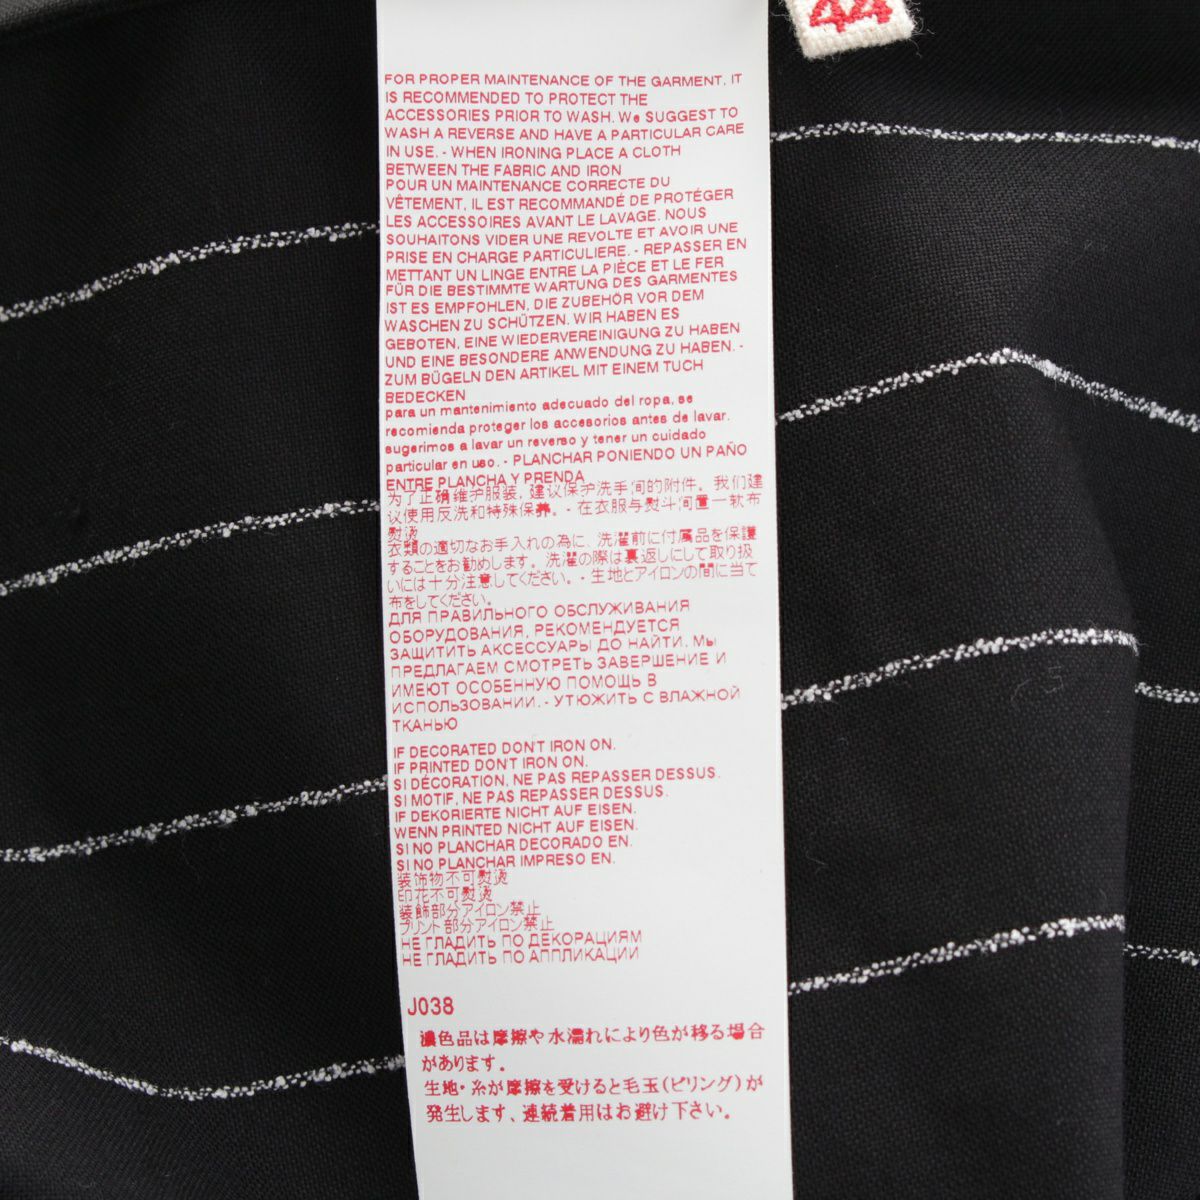 44
FOR PROPER MAINTENANCE OF THE GARMENT, IT
IS RECOMMENDED TO PROTECT THE
ACCESSORIES PRIOR TO WASH. We SUGGEST TO
WASH A REVERSE AND HAVE A PARTICULAR CARE
IN USE. - WHEN IRONING PLACE A CLOTH
BETWEEN THE FABRIC AND IRON
POUR UN MAINTENANCE CORRECTE DU
VÊTEMENT, IL EST RECOMMANDÉ DE PROTÉGER
LES ACCESSOIRES AVANT LE LAVAGE. NOUS
SOUHAITONS VIDER UNE REVOLTE ET AVOIR UNE
PRISE EN CHARGE PARTICULIERE. - REPASSER EN
METTANT UN LINGE ENTRE LA PIÈCE ET LE FER
FÜR DIE BESTIMMTE WARTUNG DES GARMENTES
IST ES EMPFOHLEN, DIE ZUBEHÖR VOR DEM
WASCHEN ZU SCHÜTZEN. WIR HABEN ES
GEBOTEN, EINE WIEDERVEREINIGUNG ZU HABEN
UND EINE BESONDERE ANWENDUNG ZU HABEN. -
ZUM BÜGELN DEN ARTIKEL MIT EINEM TUCH
BEDECKEN
para un mantenimiento adecuado del ropa, se
recomienda proteger los accesorios antes de lavar.
sugerimos a lavar un reverso y tener un cuidado
particular en uso. - PLANCHAR PONIENDO UN PAÑO
ENTRE PLANCHA Y PRENDA
为了正确维护服装, 建议保护洗手间的附件。我们建
议使用反洗和特殊保养。- 在衣服与熨斗间置一软布
熨烫
衣類の適切なお手入れの為に、洗濯前に付属品を保護
することをお勧めします。洗濯の際は裏返しにして取り扱
いには十分注意してください。- 生地とアイロンの間に当て
布をしてください。
ДЛЯ ПРАВИЛЬНОГО ОБСЛУЖИВАНИЯ
ОБОРУДОВАНИЯ, РЕКОМЕНДУЕТСЯ
ЗАЩИТИТЬ АКСЕССУАРЫ ДО НАЙТИ. Мы
ПРЕДЛАГАЕМ СМОТРЕТЬ ЗАВЕРШЕНИЕ И
ИМЕЮТ ОСОБЕННУЮ ПОМОЩЬ В
ИСПОЛЬЗОВАНИИ. - УТЮЖИТЬ С ВЛАЖНОЙ
ТКАНЬЮ
IF DECORATED DON'T IRON ON.
IF PRINTED DON'T IRON ON.
SI DÉCORATION, NE PAS REPASSER DESSUS.
SI MOTIF, NE PAS REPASSER DESSUS.
IF DEKORIERTE NICHT AUF EISEN.
WENN PRINTED NICHT AUF EISEN.
SI NO PLANCHAR DECORADO EN.
SI NO PLANCHAR IMPRESO EN.
装饰物不可熨烫
印花不可熨烫
装飾部分アイロン禁止
プリント部分アイロン禁止
НЕ ГЛАДИТЬ ПО ДЕКОРАЦИЯМ
НЕ ГЛАДИТЬ ПО АППЛИКАЦИИ
J038
濃色品は摩擦や水濡れにより色が移る場合
があります。
生地・糸が摩擦を受けると毛玉(ピリング)が
発生します、連続着用はお避け下さい。